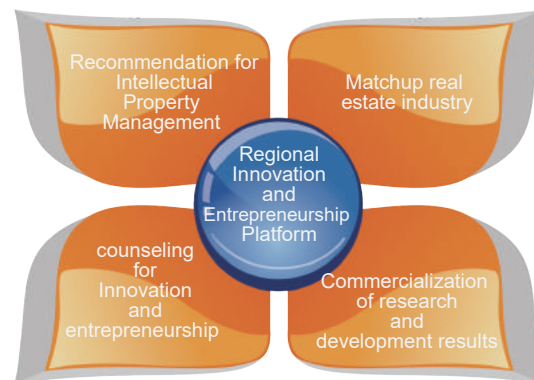 Recommendation for
Intellectual
Property
Management
Matchup real
estate industry
Regional
Innovation
and
Entrepreneurship
Platform
counseling
for
Innovation
and
entrepreneurship
Commercialization
of research
and
development results